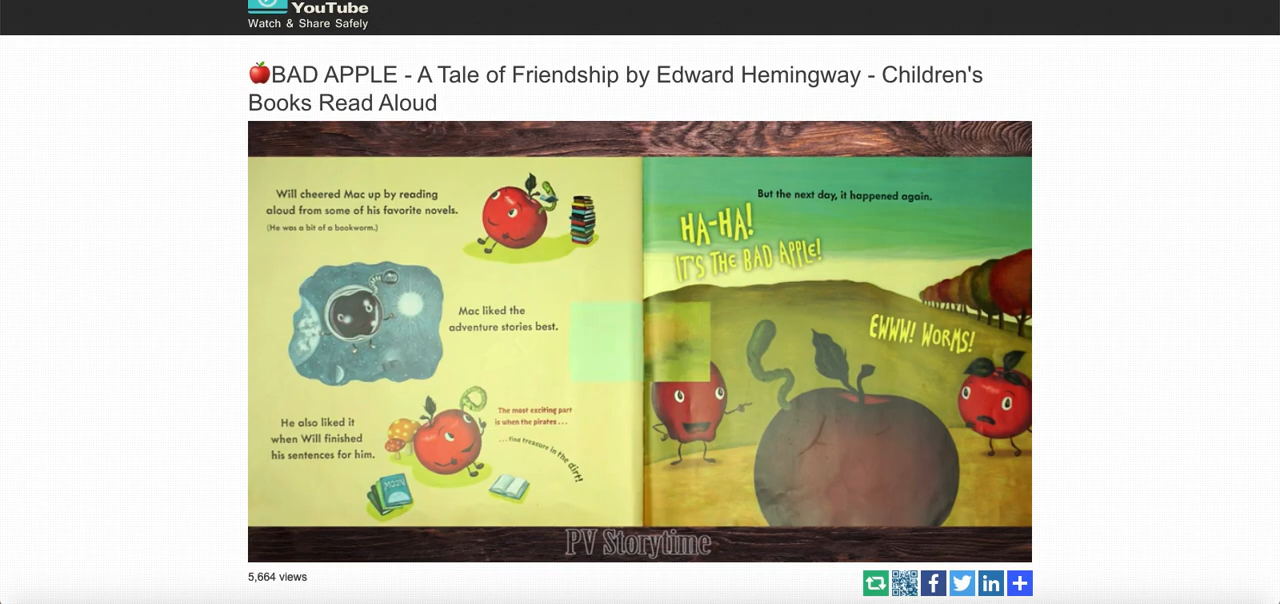 YouTube
Watch & Share Safely
BAD APPLE - A Tale of Friendship by Edward Hemingway - Children's
Books Read Aloud
Will cheered Mac up by reading
aloud from some of his favorite novels.
(He was a bit of a bookworm.)
Mac liked the
adventure stories best.
He also liked it
when Will finished
his sentences for him.
The most exciting part
is when the pirates...
...find treasure in the dirt!
MOON
But the next day, it happened again.
HA-HA!
IT'S THE BAD APPLE!
EWWW! WORMS!
PV Storytime
5,664 views